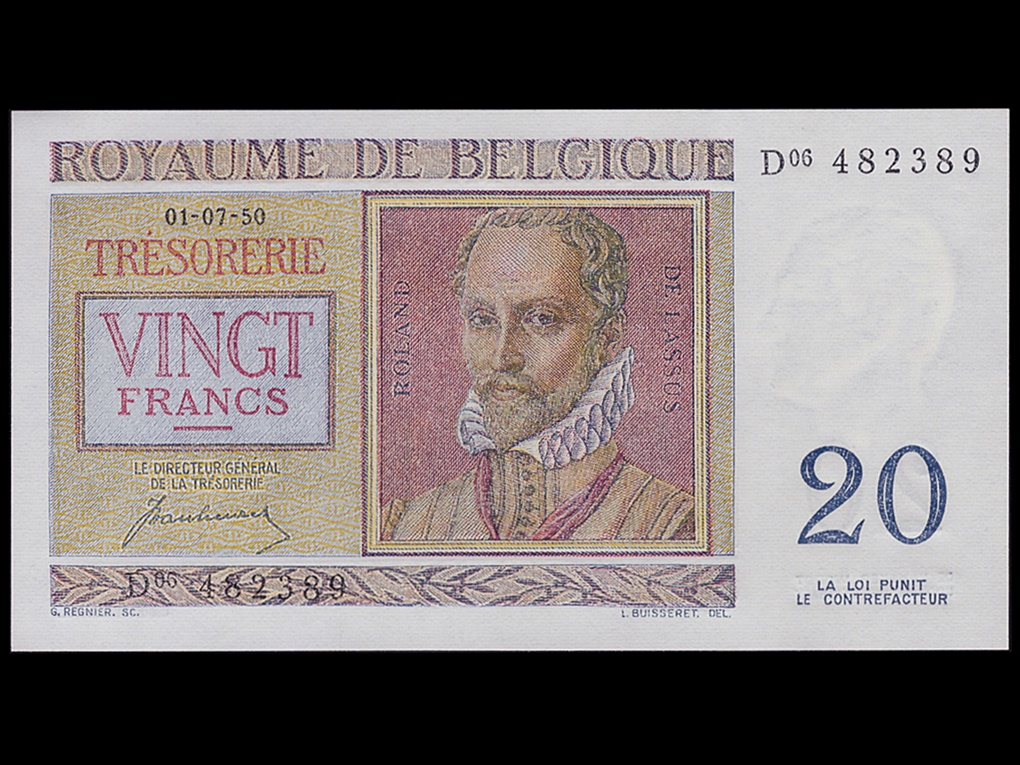 ROYAUME DE BELGIQUE
D06 482389
01-07-50
TRÉSORERIE
VINGT
FRANCS
LE DIRECTEUR GÉNÉRAL
DE LA TRÉSORERIE
ROLAND
DE LASSUS
20
LA LOI PUNIT
LE CONTREFACTEUR
D06 482389
G. REGNIER. SC.
L. BUISSERET. DEL.